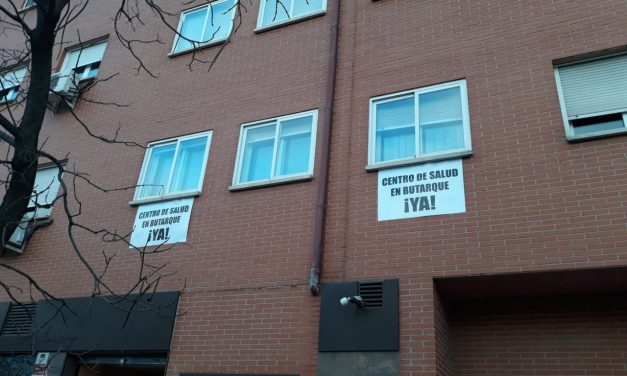 CENTRO DE SALUD
EN BUTARQUE
¡YA!
CENTRO DE SALUD
EN BUTARQUE
¡YA!